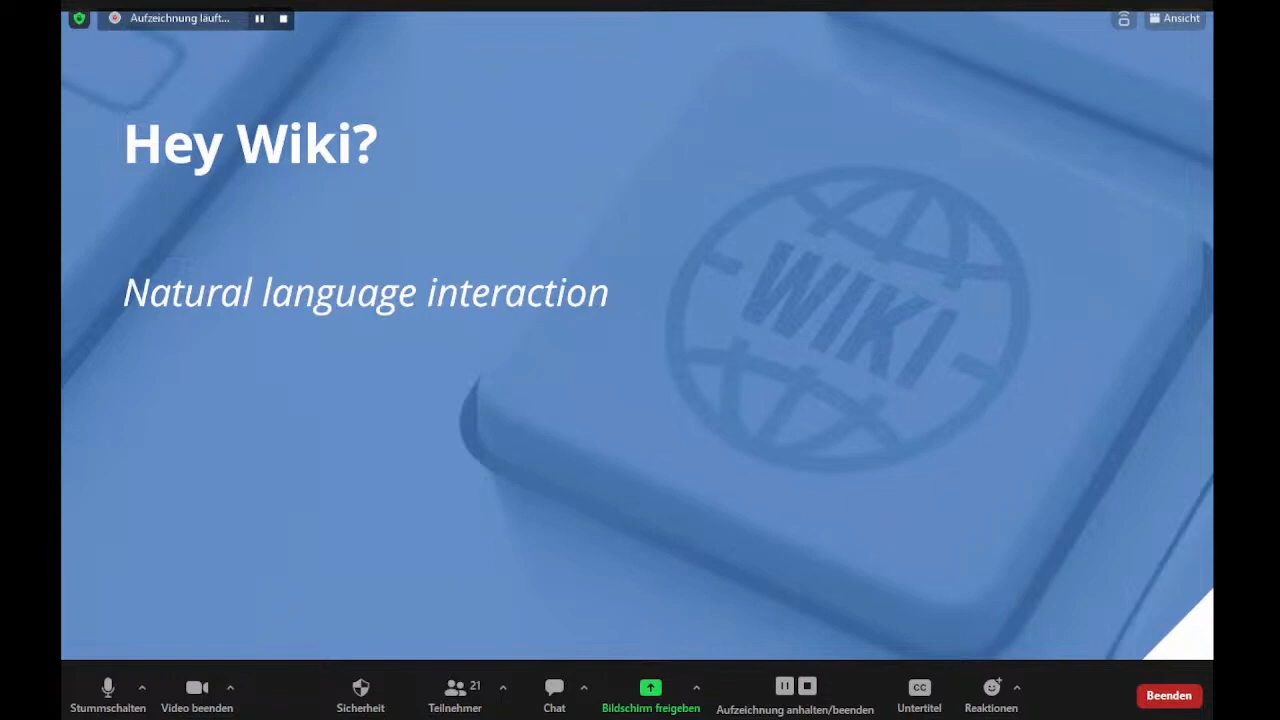 Aufzeichnung läuft...
Ansicht
Hey Wiki?
Natural language interaction
WIKI
21
Stummschalten
Video beenden
Sicherheit
Teilnehmer
Chat
Bildschirm freigeben
Aufzeichnung anhalten/beenden
CC
Untertitel
Reaktionen
Beenden